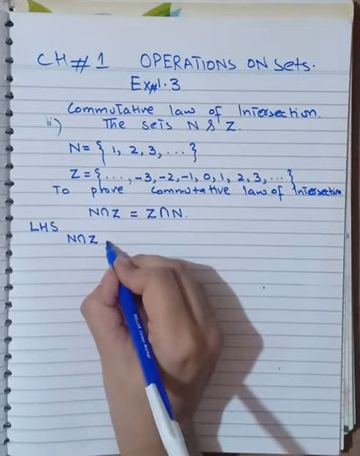 CH#1 OPERATIONS ON Sets.
Ex#1.3
Commutative law of Intersection.
ii) The sets N & Z.
N= { 1, 2, 3, ... }
Z= { ..., -3, -2, -1, 0, 1, 2, 3, ... }
To prove commutative law of Intersection
N∩Z = Z∩N.
LHS
N∩Z